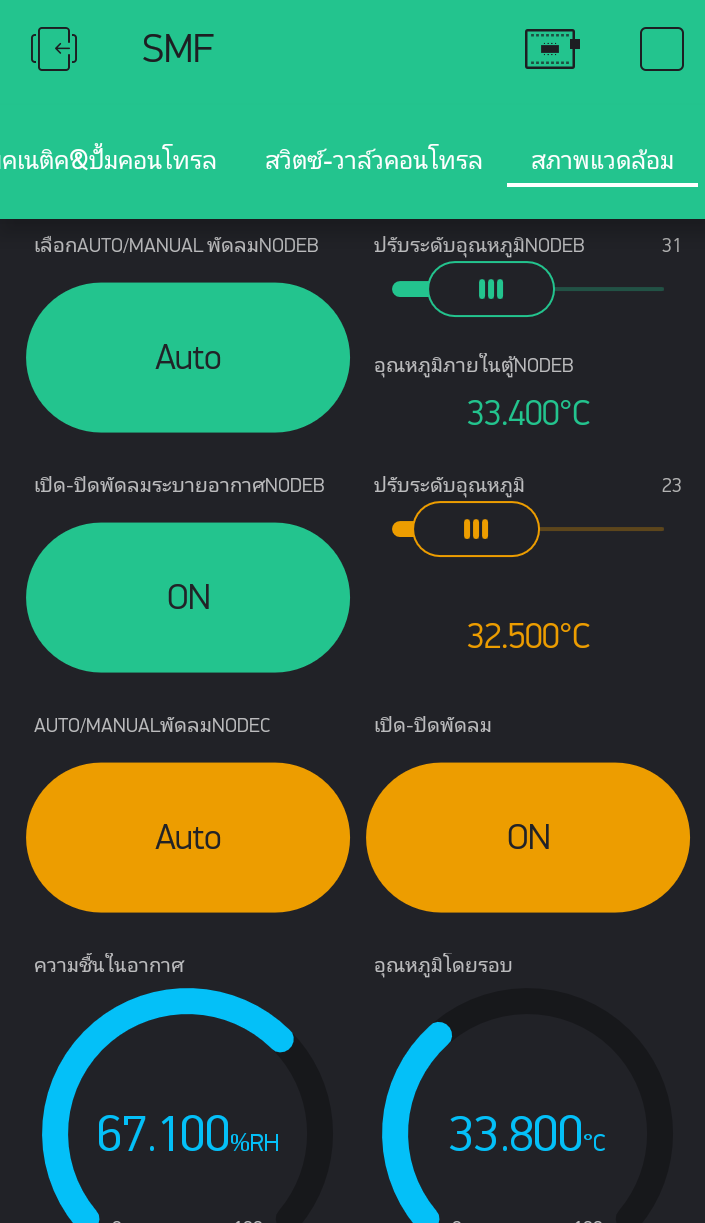 SMF
คเนติค&ปั้มคอนโทรล
สวิตซ์-วาล์วคอนโทรล
สภาพแวดล้อม
เลือกAUTO/MANUAL พัดลมNODEB
ปรับระดับอุณหภูมิNODEB 31
Auto
อุณหภูมิภายในตู้NODEB
33.400°C
เปิด-ปิดพัดลมระบายอากาศNODEB
ปรับระดับอุณหภูมิ 23
ON
32.500°C
AUTO/MANUALพัดลมNODEC
เปิด-ปิดพัดลม
Auto
ON
ความชื้นในอากาศ
อุณหภูมิโดยรอบ
67.100%RH
33.800°C